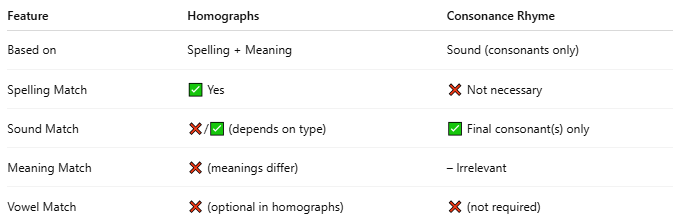 Feature Homographs Consonance Rhyme
Based on Spelling + Meaning Sound (consonants only)
Spelling Match ✅ Yes ❌ Not necessary
Sound Match ❌/✅ (depends on type) ✅ Final consonant(s) only
Meaning Match ❌ (meanings differ) – Irrelevant
Vowel Match ❌ (optional in homographs) ❌ (not required)